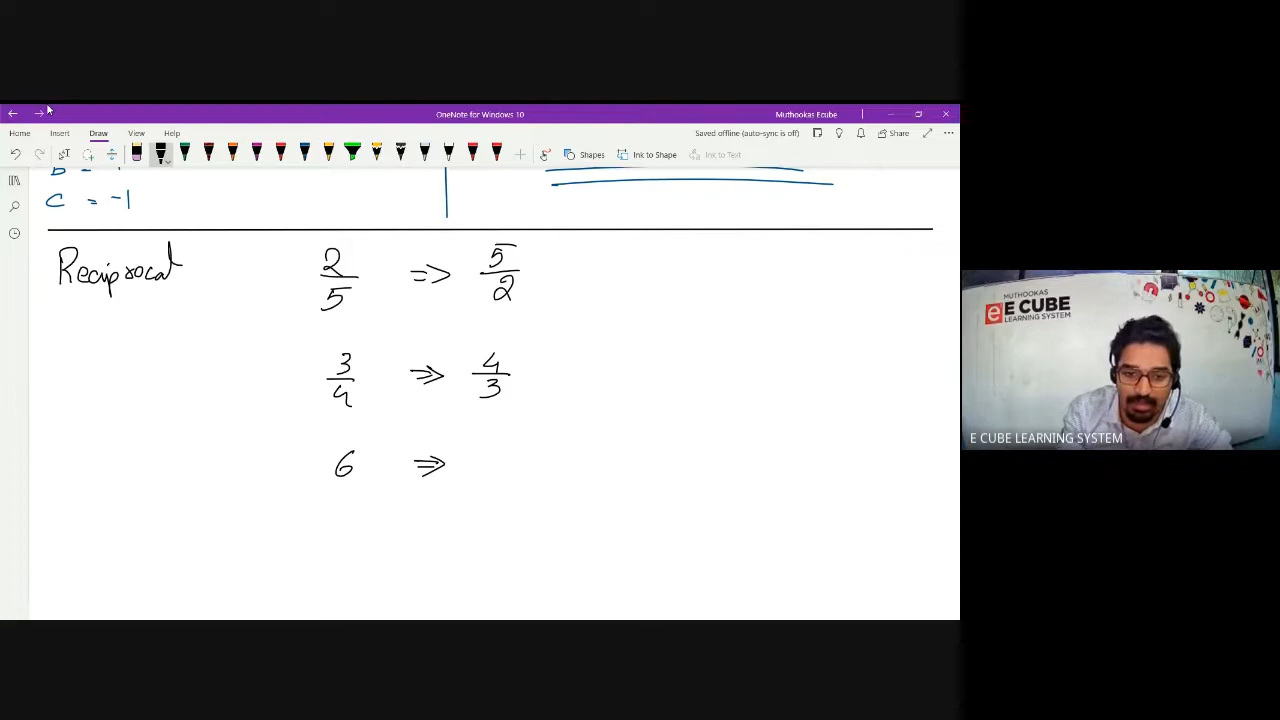 OneNote for Windows 10
Muthookas Ecube
Home Insert Draw View Help
Saved offline (auto-sync is off)
Share
Shapes Ink to Shape Ink to Text
c = -1
Reciprocal 2/5 => 5/2
3/4 => 4/3
6 =>
MUTHOOKAS
e E CUBE
LEARNING SYSTEM
E CUBE LEARNING SYSTEM